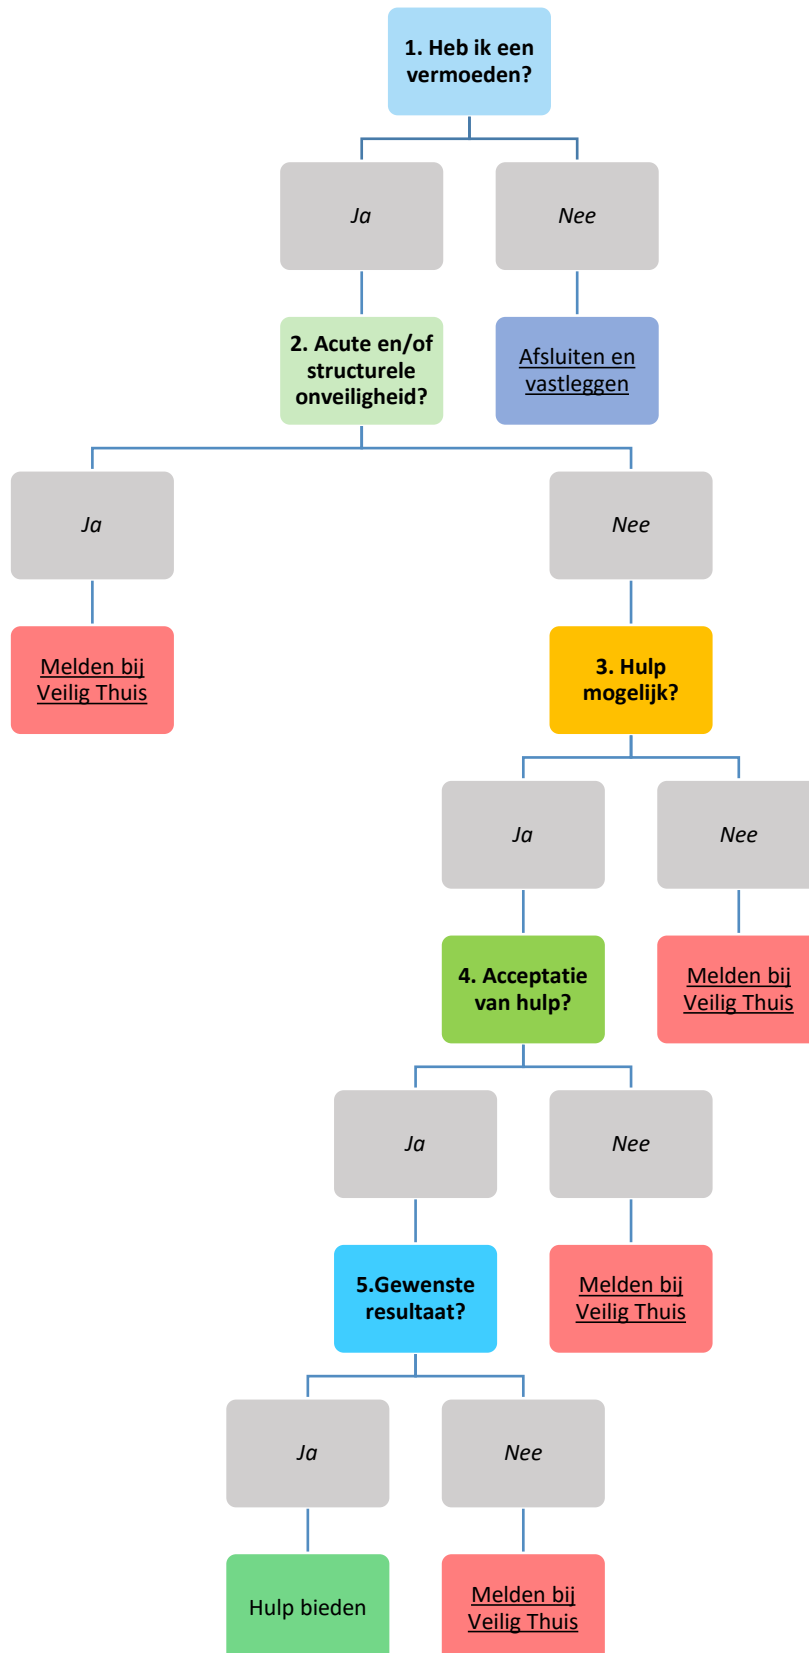 1. Heb ik een
vermoeden?
Ja
Nee
2. Acute en/of
structurele
onveiligheid?
Afsluiten en
vastleggen
Ja
Nee
Melden bij
Veilig Thuis
3. Hulp
mogelijk?
Ja
Nee
4. Acceptatie
van hulp?
Melden bij
Veilig Thuis
Ja
Nee
5.Gewenste
resultaat?
Melden bij
Veilig Thuis
Ja
Nee
Hulp bieden
Melden bij
Veilig Thuis